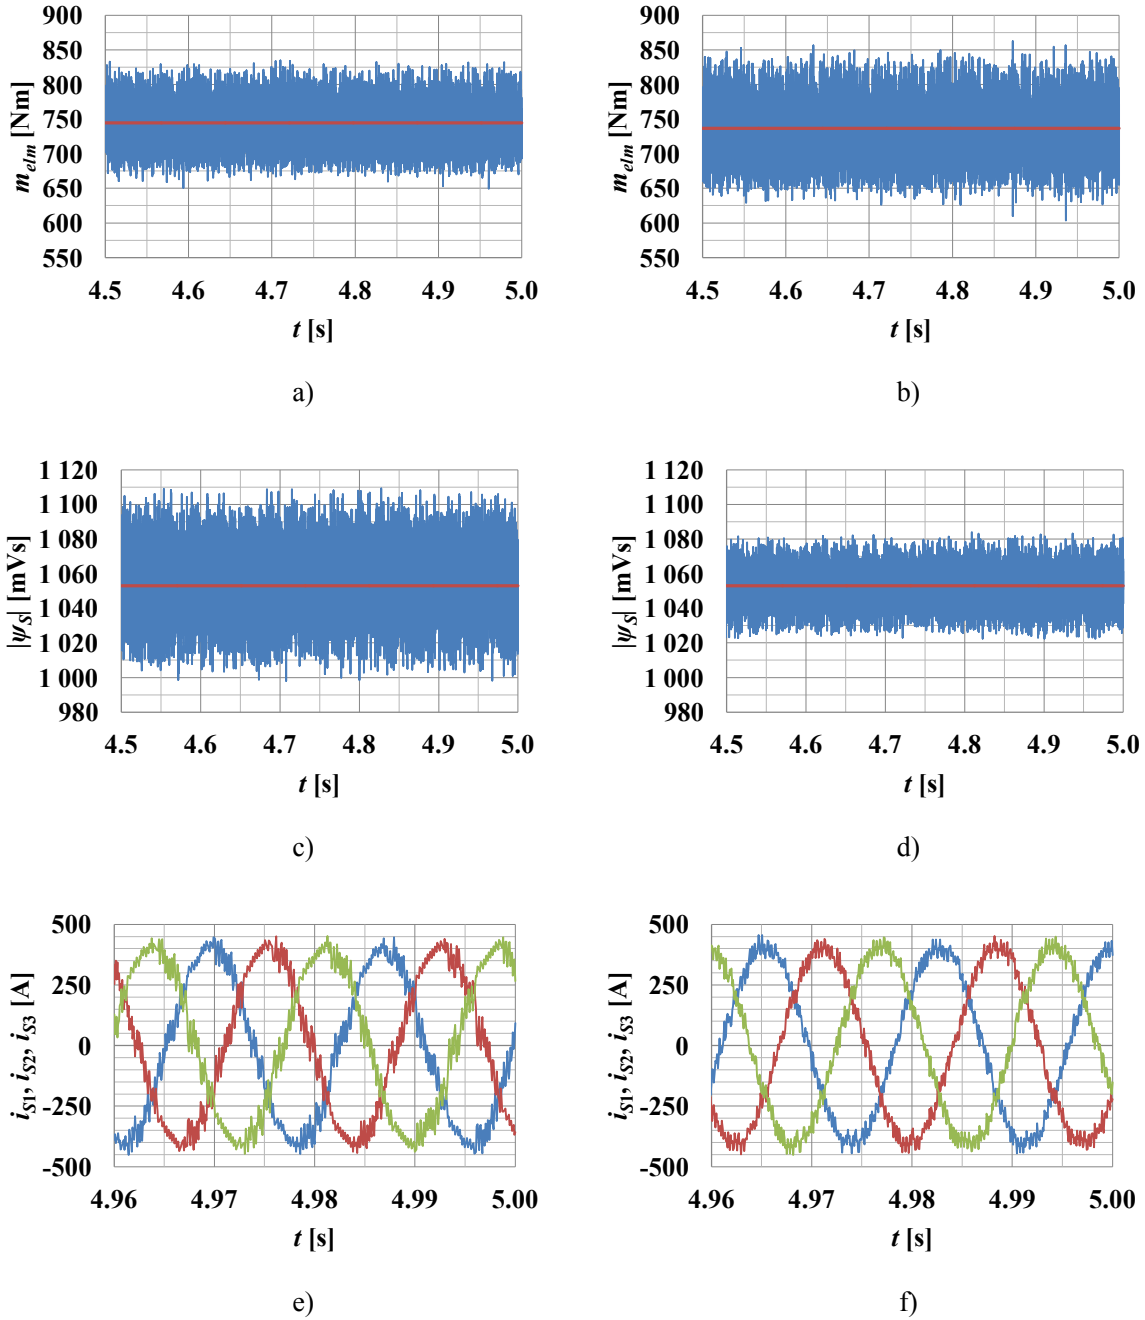 900
850
800
750
700
650
600
550
m_elm [Nm]
4.5 4.6 4.7 4.8 4.9 5.0
t [s]
a)
900
850
800
750
700
650
600
550
m_elm [Nm]
4.5 4.6 4.7 4.8 4.9 5.0
t [s]
b)
1 120
1 100
1 080
1 060
1 040
1 020
1 000
980
|ψ_S| [mVs]
4.5 4.6 4.7 4.8 4.9 5.0
t [s]
c)
1 120
1 100
1 080
1 060
1 040
1 020
1 000
980
|ψ_S| [mVs]
4.5 4.6 4.7 4.8 4.9 5.0
t [s]
d)
500
250
0
-250
-500
i_S1, i_S2, i_S3 [A]
4.96 4.97 4.98 4.99 5.00
t [s]
e)
500
250
0
-250
-500
i_S1, i_S2, i_S3 [A]
4.96 4.97 4.98 4.99 5.00
t [s]
f)